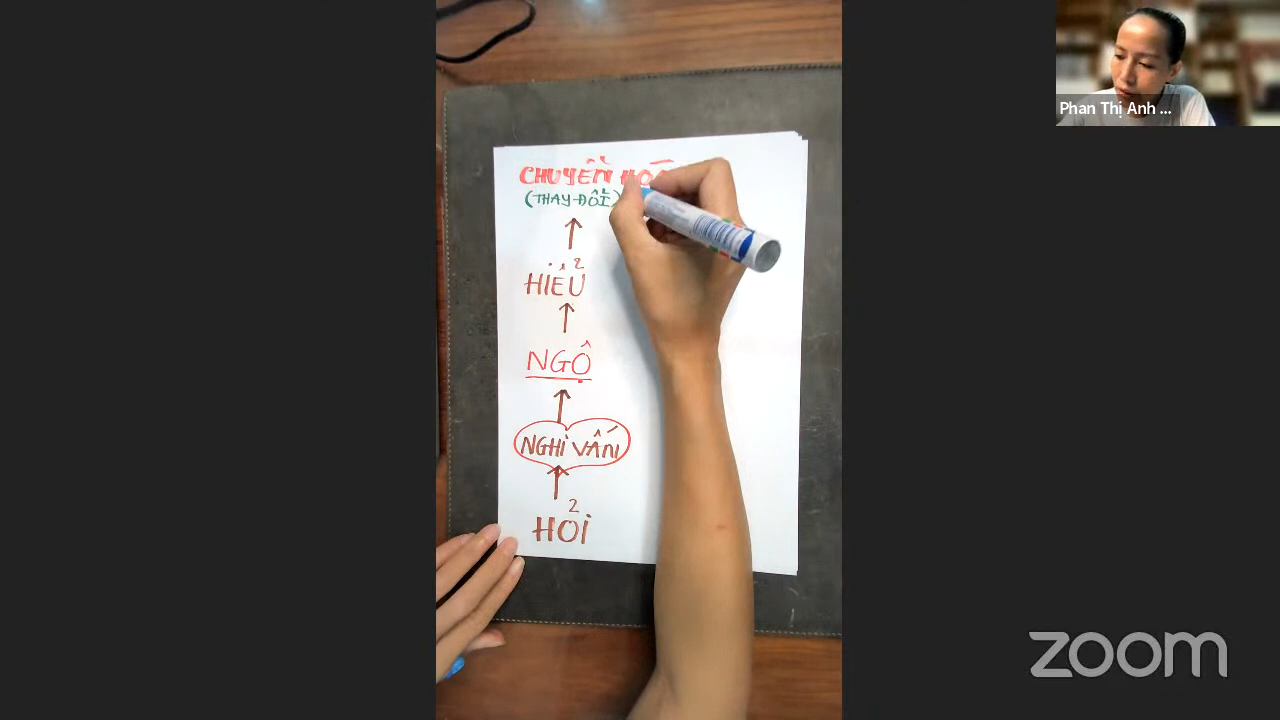 CHUYỂN
(THAY ĐỔI)
HIỂU
NGỘ
NGHI VẤN
HỎI
Phan Thị Anh ...
zoom